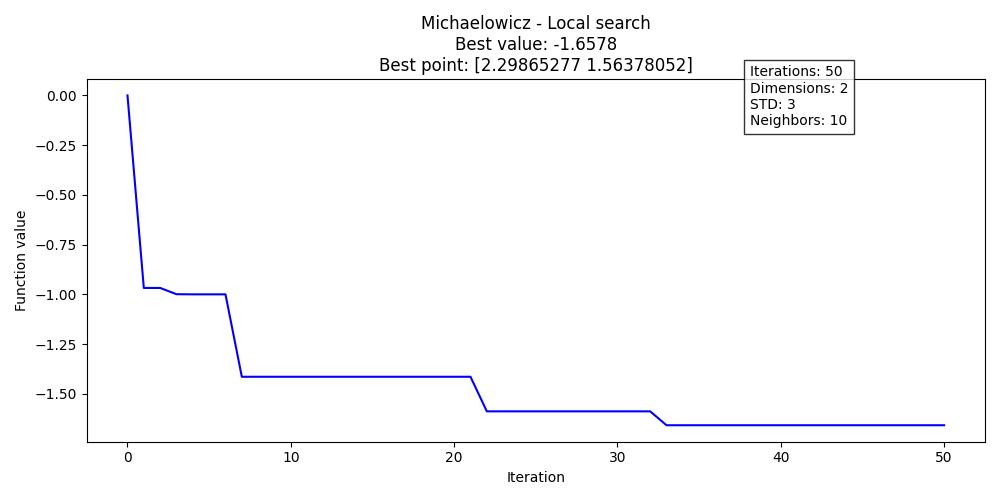 Michaelowicz - Local search
Best value: -1.6578
Best point: [2.29865277 1.56378052]
Iterations: 50
Dimensions: 2
STD: 3
Neighbors: 10
0.00
−0.25
−0.50
−0.75
−1.00
−1.25
−1.50
Function value
0
10
20
30
40
50
Iteration